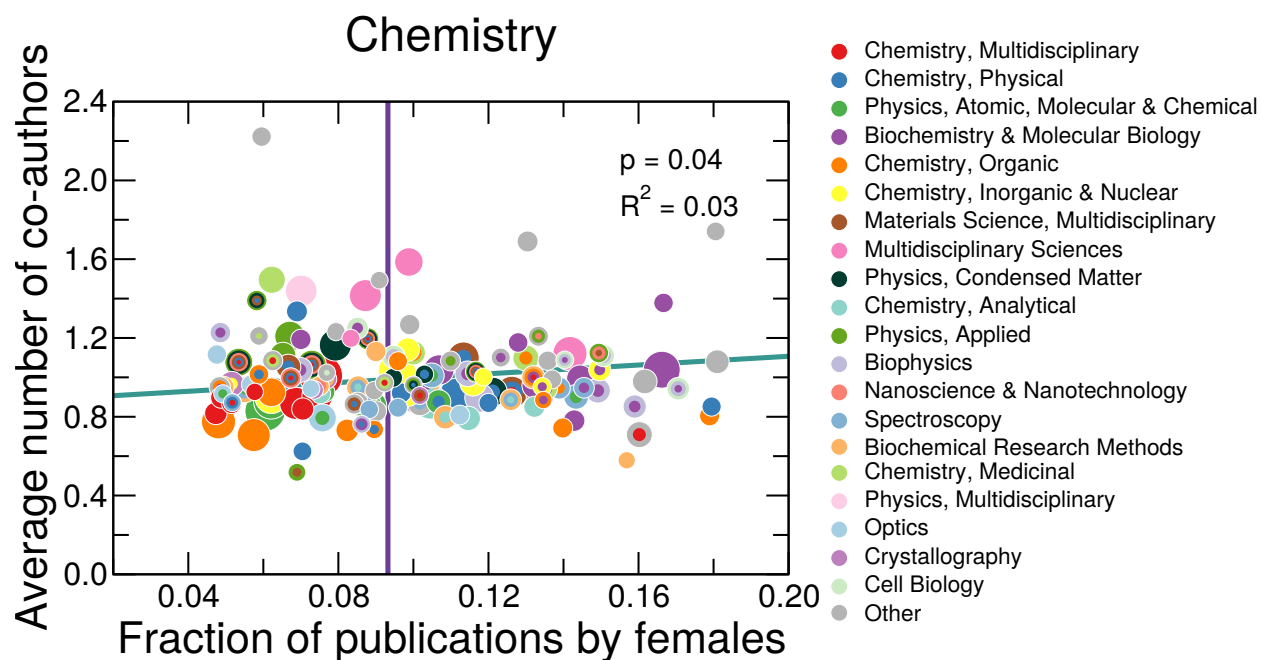 Chemistry
Average number of co-authors
2.4
2.0
1.6
1.2
0.8
0.4
0.0
p = 0.04
R² = 0.03
0.04 0.08 0.12 0.16 0.20
Fraction of publications by females
Chemistry, Multidisciplinary
Chemistry, Physical
Physics, Atomic, Molecular & Chemical
Biochemistry & Molecular Biology
Chemistry, Organic
Chemistry, Inorganic & Nuclear
Materials Science, Multidisciplinary
Multidisciplinary Sciences
Physics, Condensed Matter
Chemistry, Analytical
Physics, Applied
Biophysics
Nanoscience & Nanotechnology
Spectroscopy
Biochemical Research Methods
Chemistry, Medicinal
Physics, Multidisciplinary
Optics
Crystallography
Cell Biology
Other